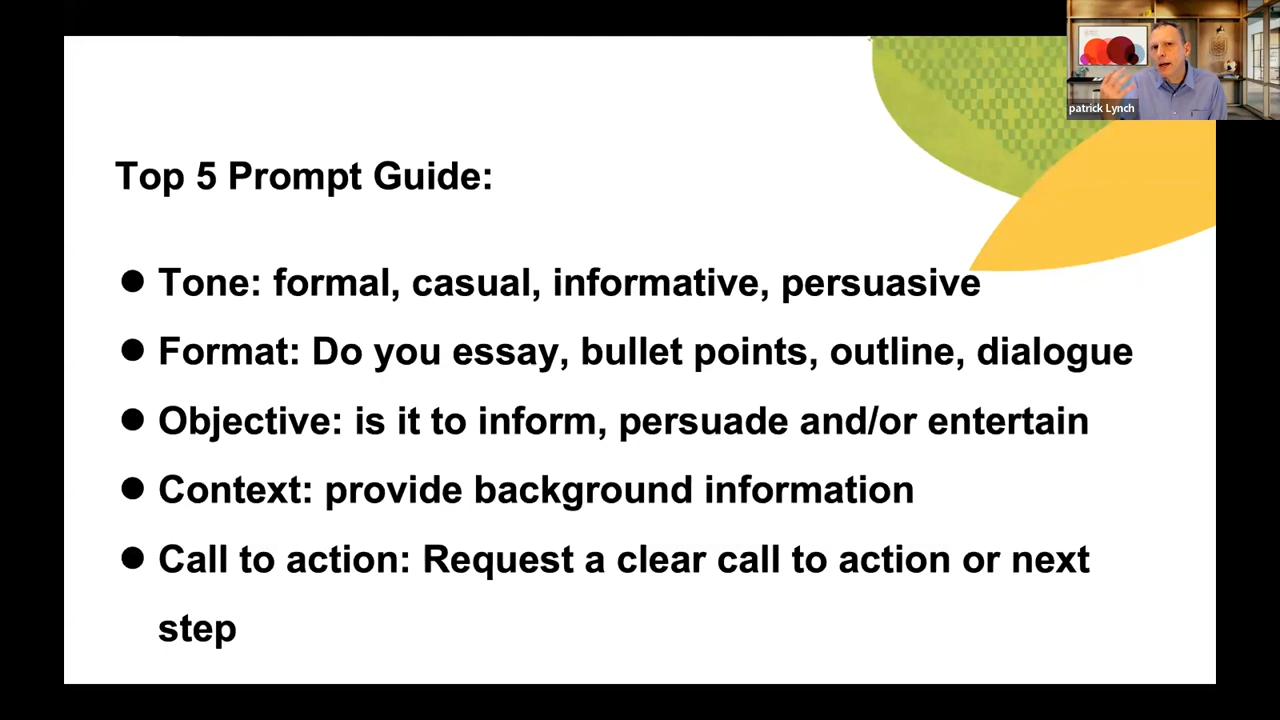 patrick Lynch
Top 5 Prompt Guide:
● Tone: formal, casual, informative, persuasive
● Format: Do you essay, bullet points, outline, dialogue
● Objective: is it to inform, persuade and/or entertain
● Context: provide background information
● Call to action: Request a clear call to action or next
step